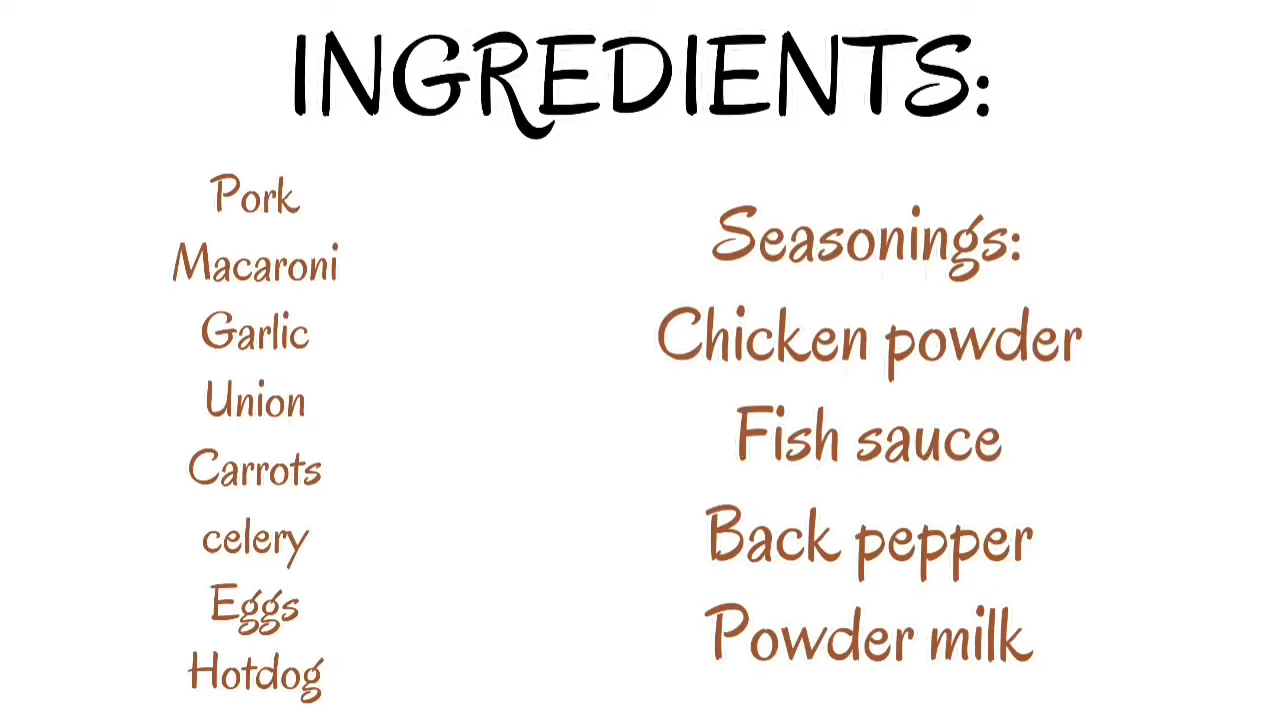 INGREDIENTS:
Pork
Macaroni
Garlic
Union
Carrots
celery
Eggs
Hotdog
Seasonings:
Chicken powder
Fish sauce
Back pepper
Powder milk